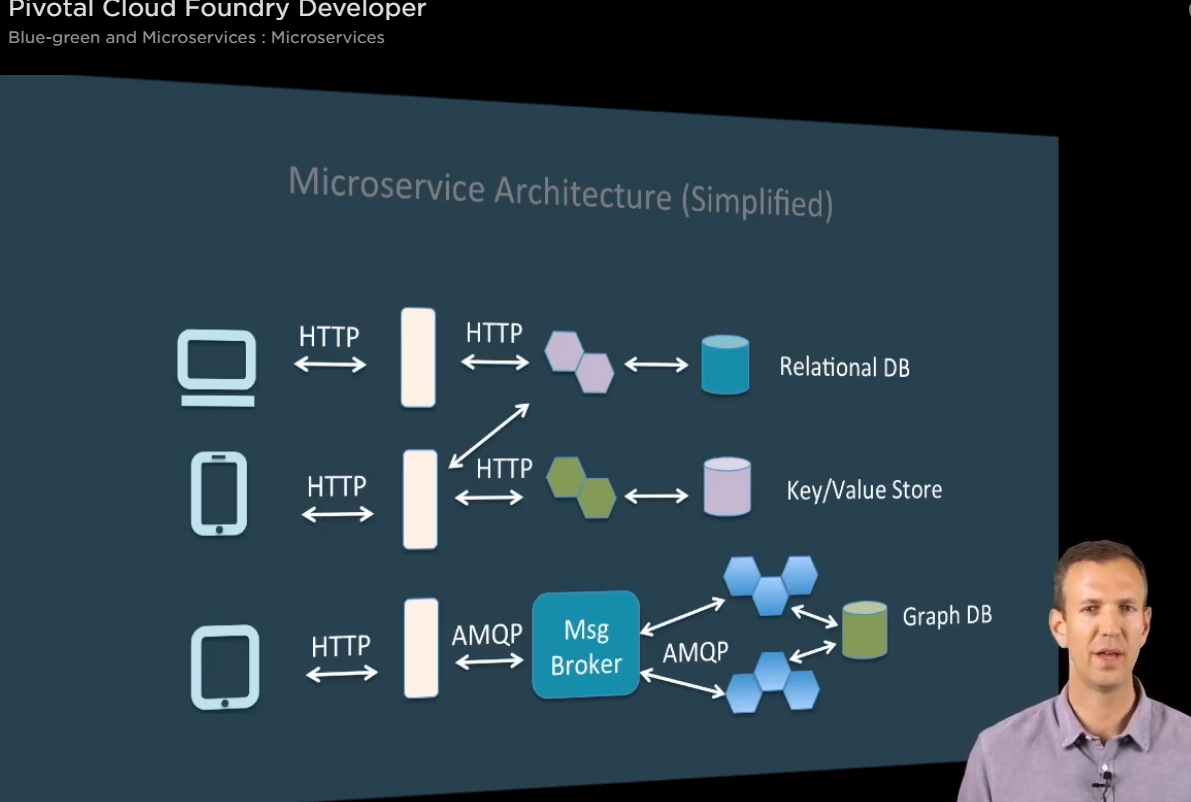 Pivotal Cloud Foundry Developer
Blue-green and Microservices : Microservices
Microservice Architecture (Simplified)
HTTP
HTTP
Relational DB
HTTP
HTTP
Key/Value Store
HTTP
AMQP
Msg
Broker
AMQP
Graph DB